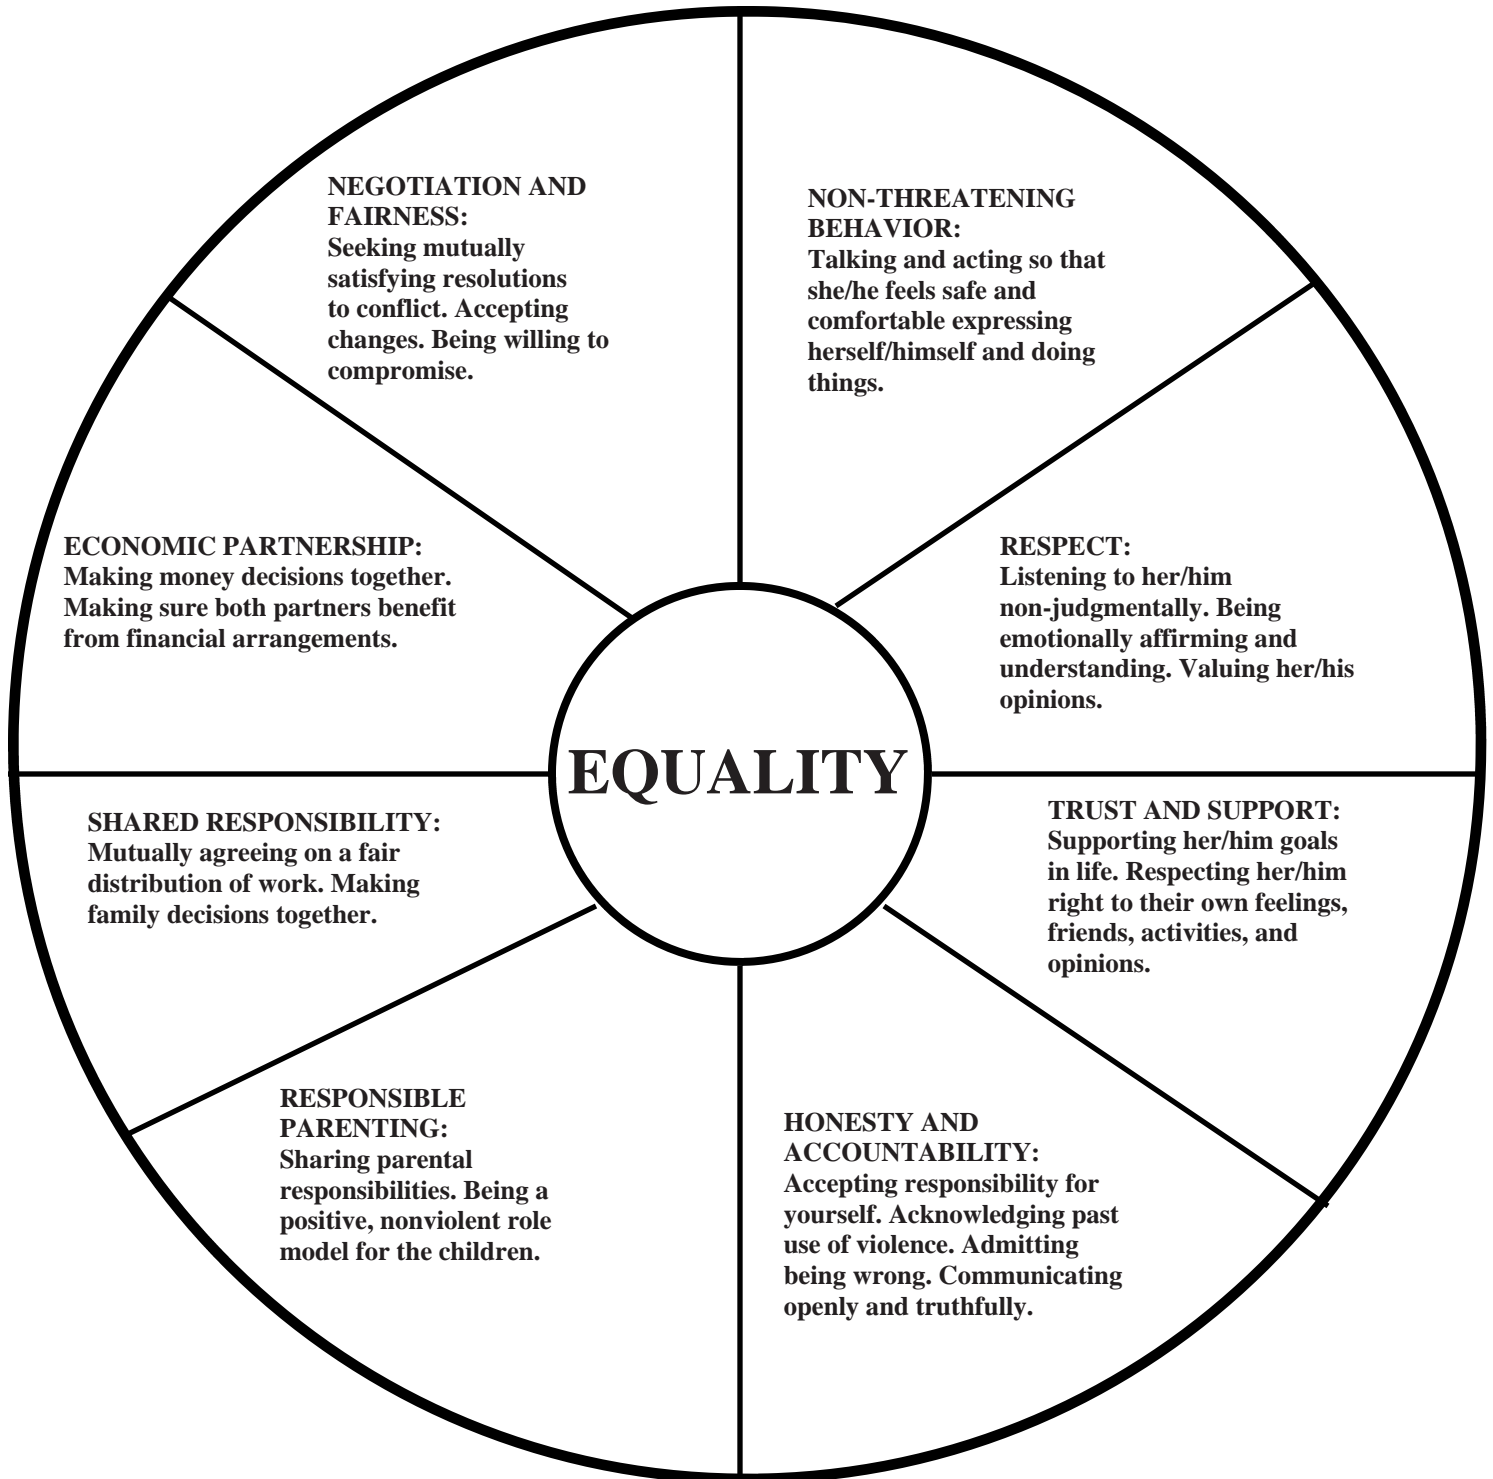 NEGOTIATION AND
FAIRNESS:
Seeking mutually
satisfying resolutions
to conflict. Accepting
changes. Being willing to
compromise.
NON-THREATENING
BEHAVIOR:
Talking and acting so that
she/he feels safe and
comfortable expressing
herself/himself and doing
things.
ECONOMIC PARTNERSHIP:
Making money decisions together.
Making sure both partners benefit
from financial arrangements.
RESPECT:
Listening to her/him
non-judgmentally. Being
emotionally affirming and
understanding. Valuing her/his
opinions.
EQUALITY
SHARED RESPONSIBILITY:
Mutually agreeing on a fair
distribution of work. Making
family decisions together.
TRUST AND SUPPORT:
Supporting her/him goals
in life. Respecting her/him
right to their own feelings,
friends, activities, and
opinions.
RESPONSIBLE
PARENTING:
Sharing parental
responsibilities. Being a
positive, nonviolent role
model for the children.
HONESTY AND
ACCOUNTABILITY:
Accepting responsibility for
yourself. Acknowledging past
use of violence. Admitting
being wrong. Communicating
openly and truthfully.